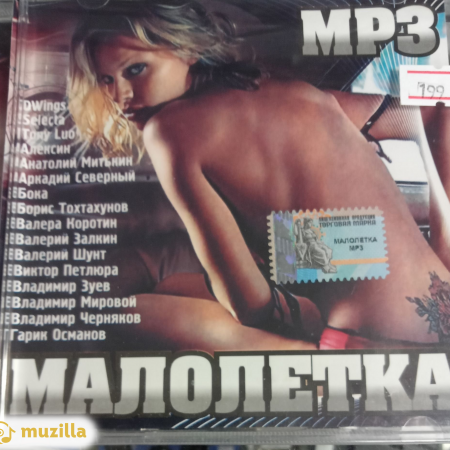 MP3
199
DWings
Selecta
Tony Luo
Алексин
Анатолий Митькин
Аркадий Северный
Бока
Борис Тохтахунов
Валера Коротин
Валерий Залкин
Валерий Шунт
Виктор Петлюра
Владимир Зуев
Владимир Мировой
Владимир Черняков
Гарик Османов
МАЛОЛЕТКА
MP3
МАЛОЛЕТКА
muzilla